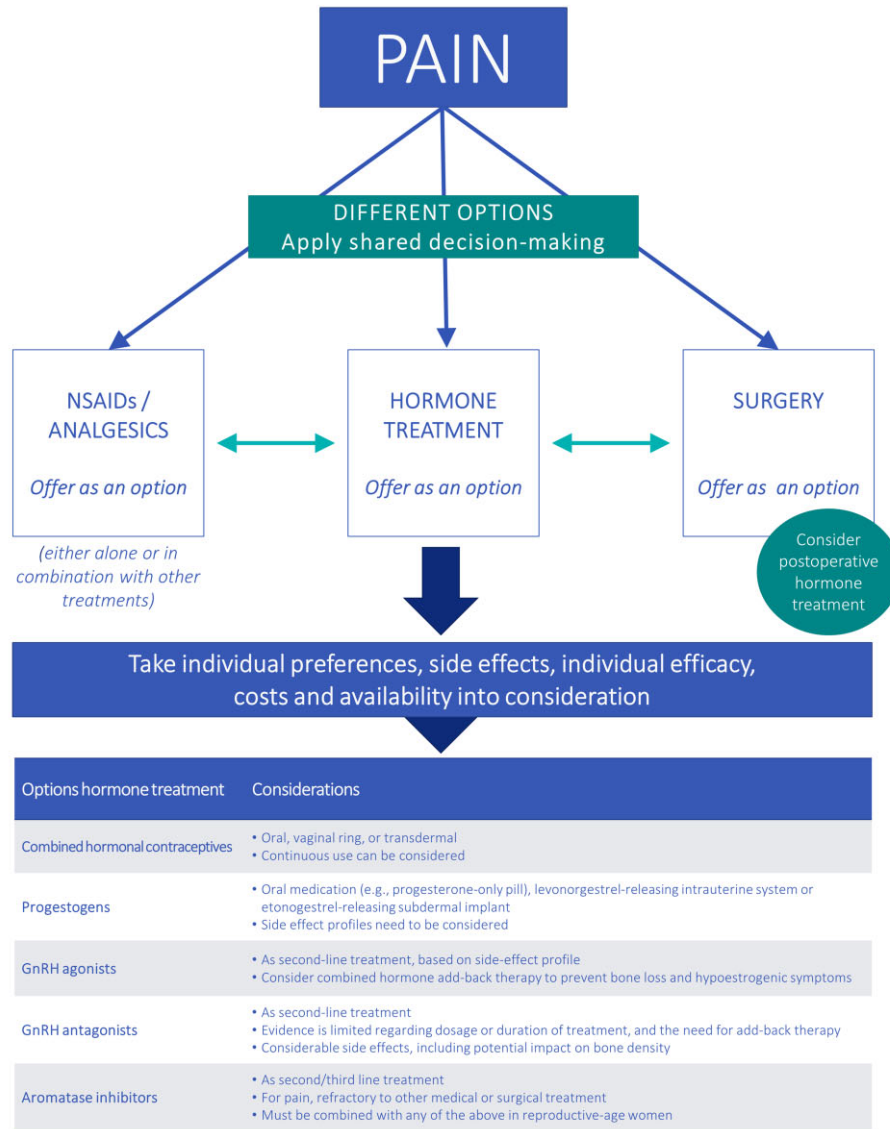 PAIN
DIFFERENT OPTIONS
Apply shared decision-making
NSAIDs /
ANALGESICS
Offer as an option
(either alone or in
combination with other
treatments)
HORMONE
TREATMENT
Offer as an option
SURGERY
Offer as an option
Consider
postoperative
hormone
treatment
Take individual preferences, side effects, individual efficacy,
costs and availability into consideration
Options hormone treatment
Considerations
Combined hormonal contraceptives
• Oral, vaginal ring, or transdermal
• Continuous use can be considered
Progestogens
• Oral medication (e.g., progesterone-only pill), levonorgestrel-releasing intrauterine system or
etonogestrel-releasing subdermal implant
• Side effect profiles need to be considered
GnRH agonists
• As second-line treatment, based on side-effect profile
• Consider combined hormone add-back therapy to prevent bone loss and hypoestrogenic symptoms
GnRH antagonists
• As second-line treatment
• Evidence is limited regarding dosage or duration of treatment, and the need for add-back therapy
• Considerable side effects, including potential impact on bone density
Aromatase inhibitors
• As second/third line treatment
• For pain, refractory to other medical or surgical treatment
• Must be combined with any of the above in reproductive-age women